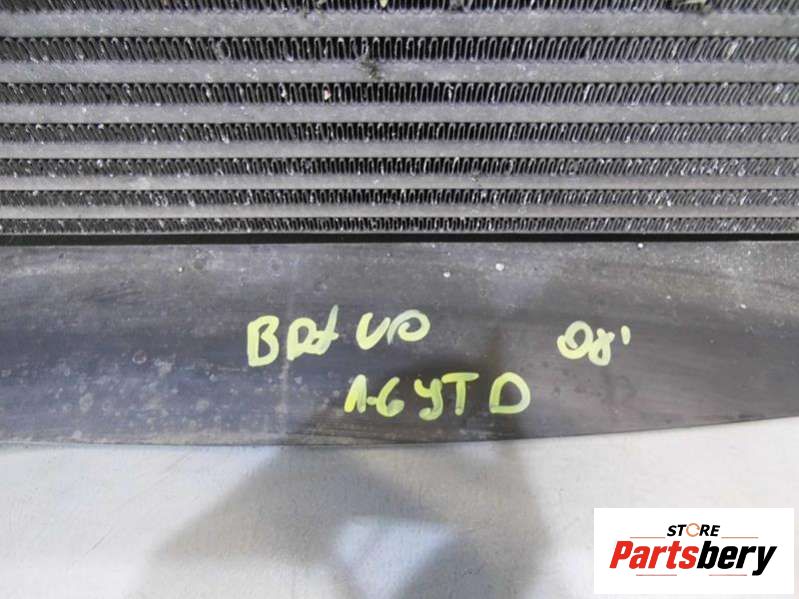 BRAVO 08'
1.6 JTD
STORE
Partsbery